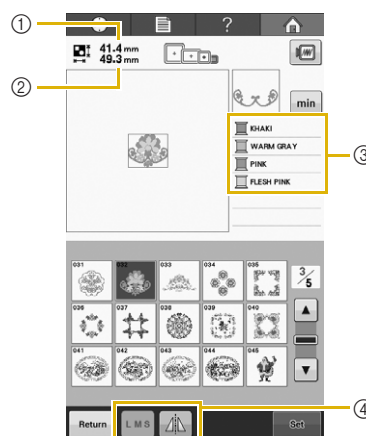 ①
?
41.4 mm
②
49.3 mm
min
KHAKI
WARM GRAY
③
PINK
FLESH PINK
031 032 033 034 035
3/5
036 037 038 039 040
041 042 043 044 045
④
Return L M S Set